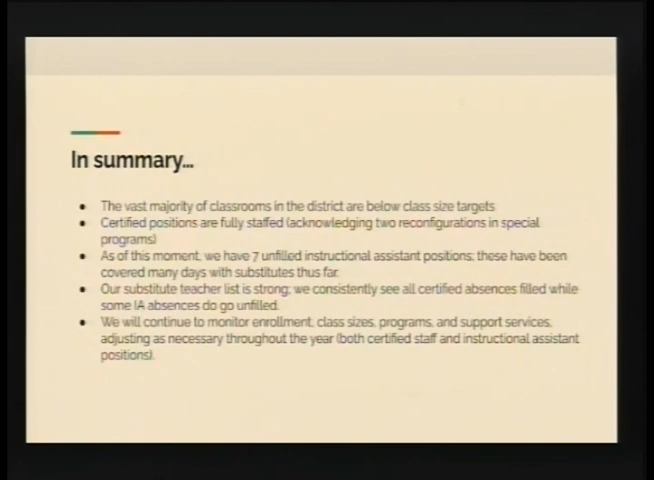 In summary...
The vast majority of classrooms in the district are below class size targets
Certified positions are fully staffed (acknowledging two reconfigurations in special
programs)
As of this moment, we have 7 unfilled instructional assistant positions; these have been
covered many days with substitutes thus far.
Our substitute teacher list is strong; we consistently see all certified absences filled while
some IA absences do go unfilled.
We will continue to monitor enrollment, class sizes, programs, and support services,
adjusting as necessary throughout the year (both certified staff and instructional assistant
positions).